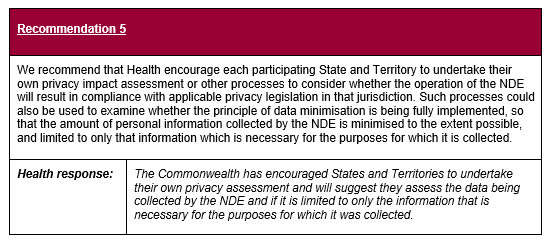 Recommendation 5
We recommend that Health encourage each participating State and Territory to undertake their
own privacy impact assessment or other processes to consider whether the operation of the NDE
will result in compliance with applicable privacy legislation in that jurisdiction. Such processes could
also be used to examine whether the principle of data minimisation is being fully implemented, so
that the amount of personal information collected by the NDE is minimised to the extent possible,
and limited to only that information which is necessary for the purposes for which it is collected.
Health response:
The Commonwealth has encouraged States and Territories to undertake
their own privacy assessment and will suggest they assess the data being
collected by the NDE and if it is limited to only the information that is
necessary for the purposes for which it was collected.